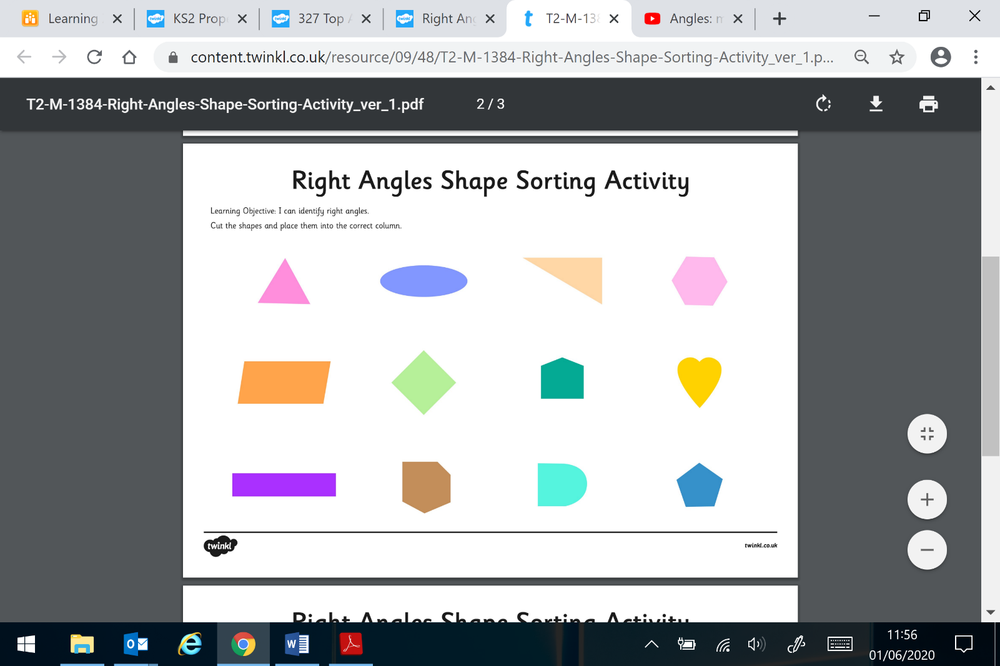 Learning
KS2 Prop
327 Top A
Right Ang
T2-M-138
Angles: m
content.twinkl.co.uk/resource/09/48/T2-M-1384-Right-Angles-Shape-Sorting-Activity_ver_1.p...
T2-M-1384-Right-Angles-Shape-Sorting-Activity_ver_1.pdf 2 / 3
Right Angles Shape Sorting Activity
Learning Objective: I can identify right angles.
Cut the shapes and place them into the correct column.
twinkl twinkl.co.uk
Right Angles Shape Sorting Activity
11:56
01/06/2020